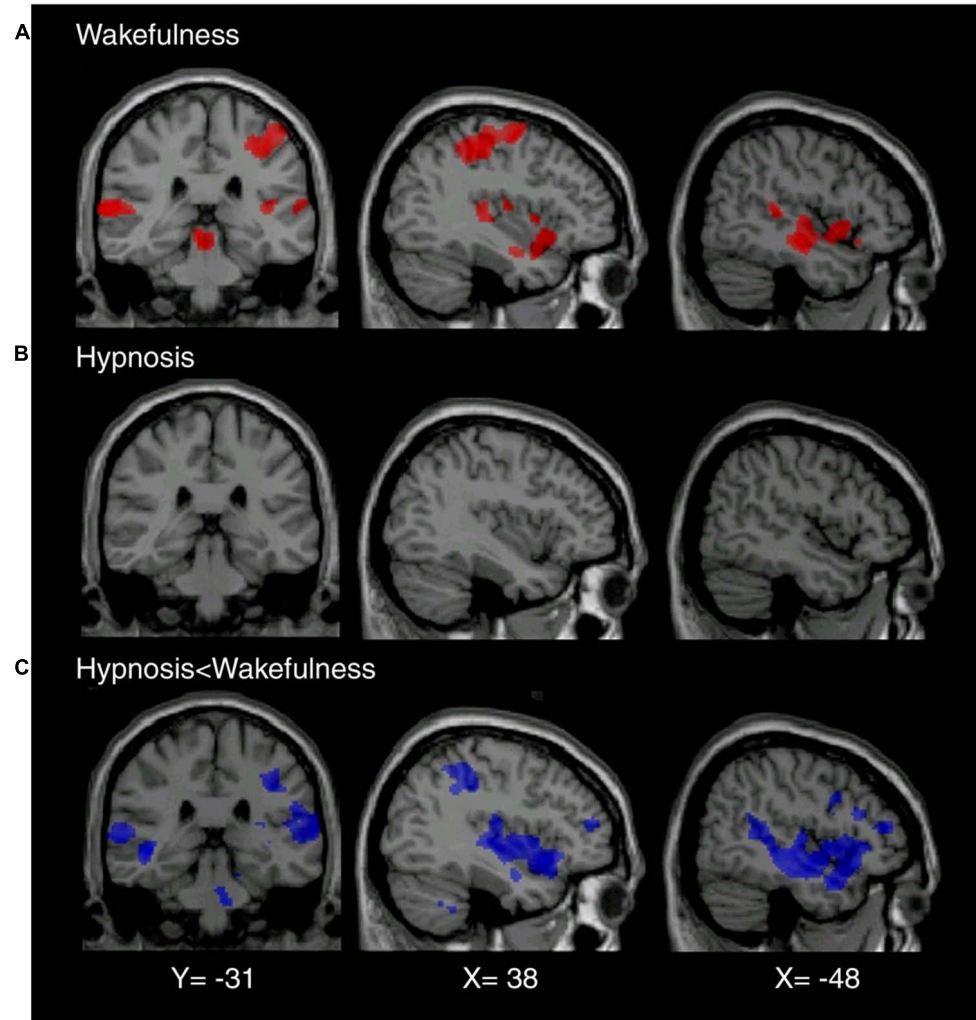 A
Wakefulness
B
Hypnosis
C
Hypnosis<Wakefulness
Y= -31
X= 38
X= -48